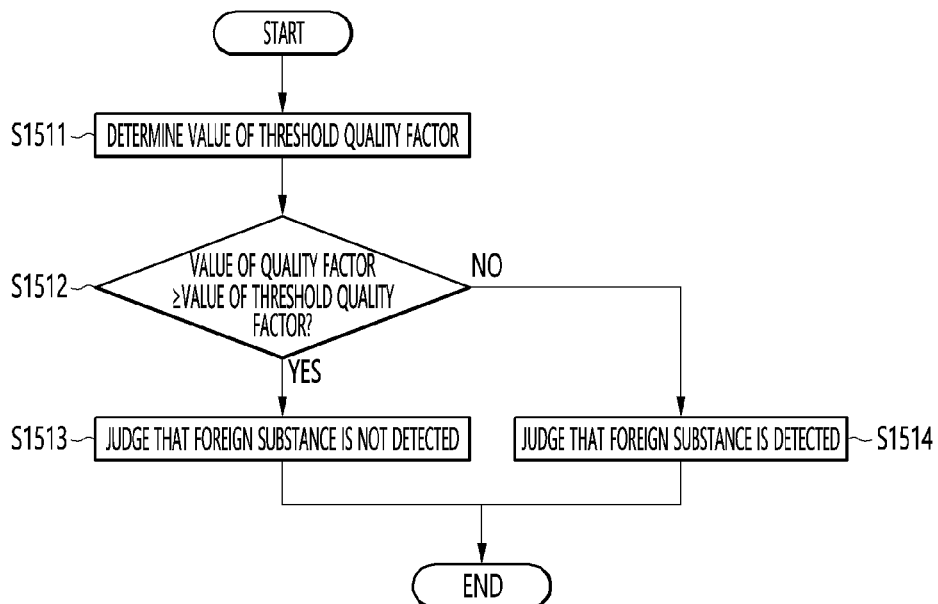 START
S1511
DETERMINE VALUE OF THRESHOLD QUALITY FACTOR
S1512
VALUE OF QUALITY FACTOR
≥VALUE OF THRESHOLD QUALITY
FACTOR?
NO
YES
S1513
JUDGE THAT FOREIGN SUBSTANCE IS NOT DETECTED
JUDGE THAT FOREIGN SUBSTANCE IS DETECTED
S1514
END